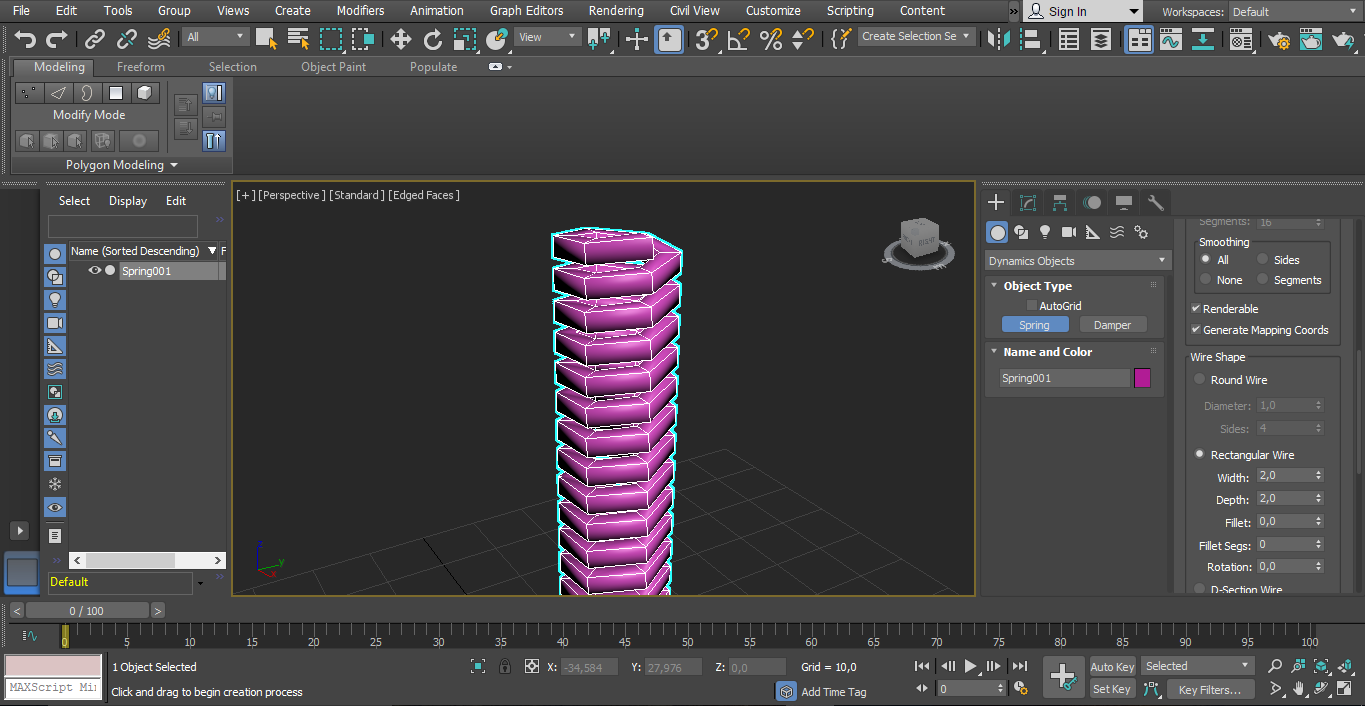 File Edit Tools Group Views Create Modifiers Animation Graph Editors Rendering Civil View Customize Scripting Content » Sign In Workspaces: Default
All View Create Selection Se
Modeling Freeform Selection Object Paint Populate
Modify Mode
Polygon Modeling
Select Display Edit
Name (Sorted Descending) F
Spring001
Default
[+] [Perspective ] [Standard ] [Edged Faces ]
RIGHT
z
y
x
Dynamics Objects
Object Type
AutoGrid
Spring Damper
Name and Color
Spring001
Segments: 16
Smoothing
All Sides
None Segments
Renderable
Generate Mapping Coords
Wire Shape
Round Wire
Diameter: 1,0
Sides: 4
Rectangular Wire
Width: 2,0
Depth: 2,0
Fillet: 0,0
Fillet Segs: 0
Rotation: 0,0
D-Section Wire
< 0 / 100 >
0 5 10 15 20 25 30 35 40 45 50 55 60 65 70 75 80 85 90 95 100
1 Object Selected X: -34,584 Y: 27,976 Z: 0,0 Grid = 10,0 Auto Key Selected
MAXScript Mi
Click and drag to begin creation process Add Time Tag 0 Set Key Key Filters...